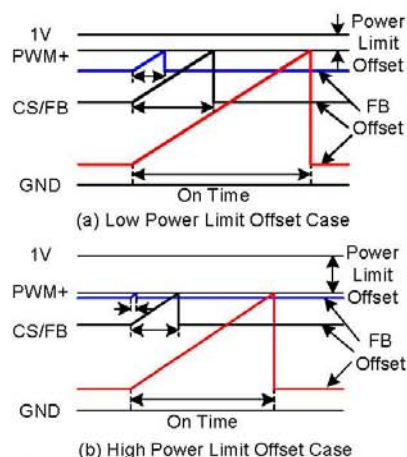 1V
Power
Limit
Offset
PWM+
CS/FB
FB
Offset
GND
On Time
(a) Low Power Limit Offset Case
1V
Power
Limit
Offset
PWM+
CS/FB
FB
Offset
GND
On Time
(b) High Power Limit Offset Case